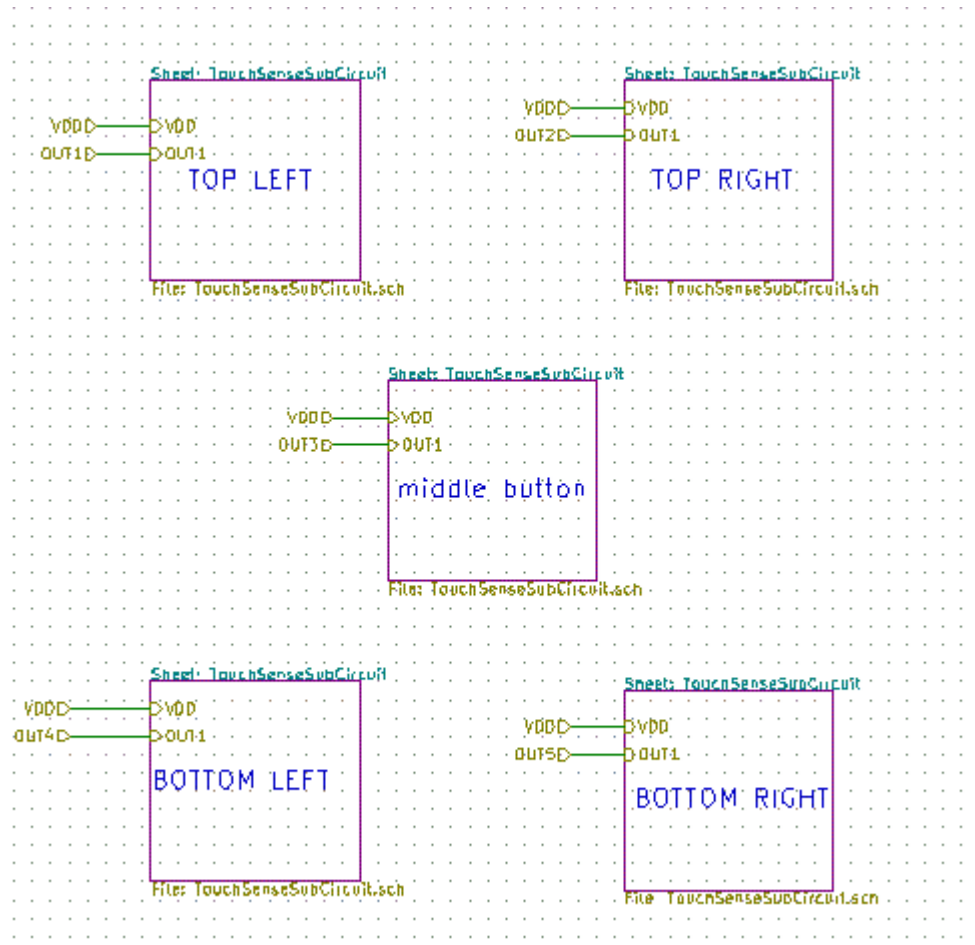 Sheet: TouchSenseSubCircuit
VDD VDD
OUT1 OUT1
TOP LEFT
File: TouchSenseSubCircuit.sch
Sheet: TouchSenseSubCircuit
VDD VDD
OUT2 OUT1
TOP RIGHT
File: TouchSenseSubCircuit.sch
Sheet: TouchSenseSubCircuit
VDD VDD
OUT3 OUT1
middle button
File: TouchSenseSubCircuit.sch
Sheet: TouchSenseSubCircuit
VDD VDD
OUT4 OUT1
BOTTOM LEFT
File: TouchSenseSubCircuit.sch
Sheet: TouchSenseSubCircuit
VDD VDD
OUT5 OUT1
BOTTOM RIGHT
File: TouchSenseSubCircuit.sch